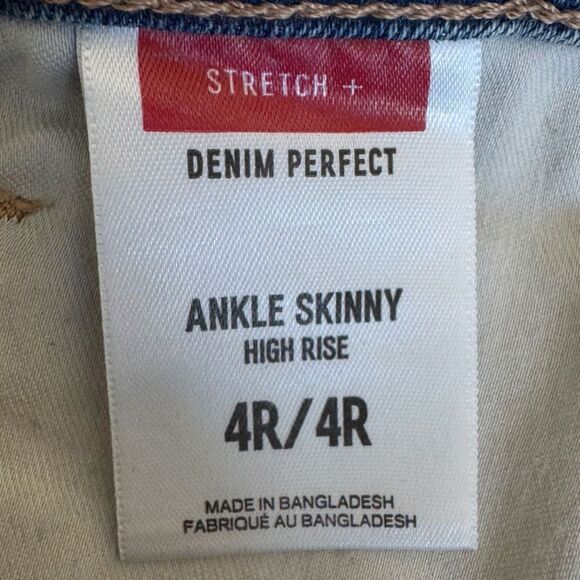 STRETCH +
DENIM PERFECT
ANKLE SKINNY
HIGH RISE
4R/4R
MADE IN BANGLADESH
FABRIQUÉ AU BANGLADESH